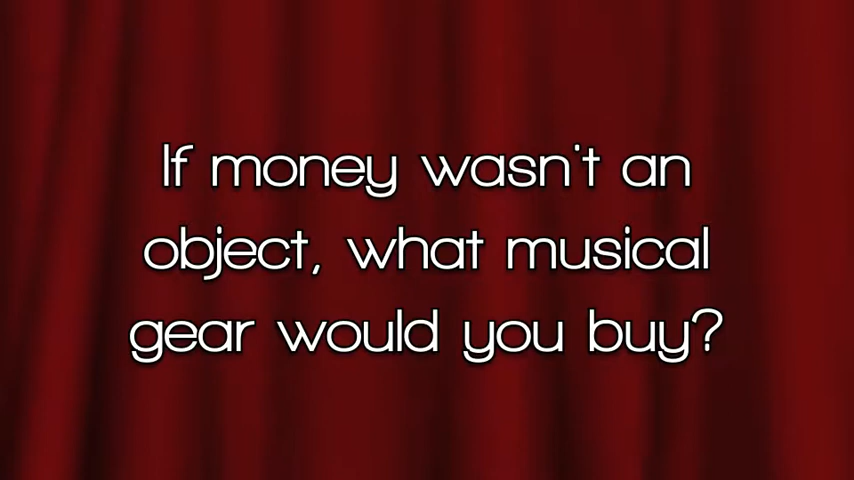 If money wasn't an
object, what musical
gear would you buy?